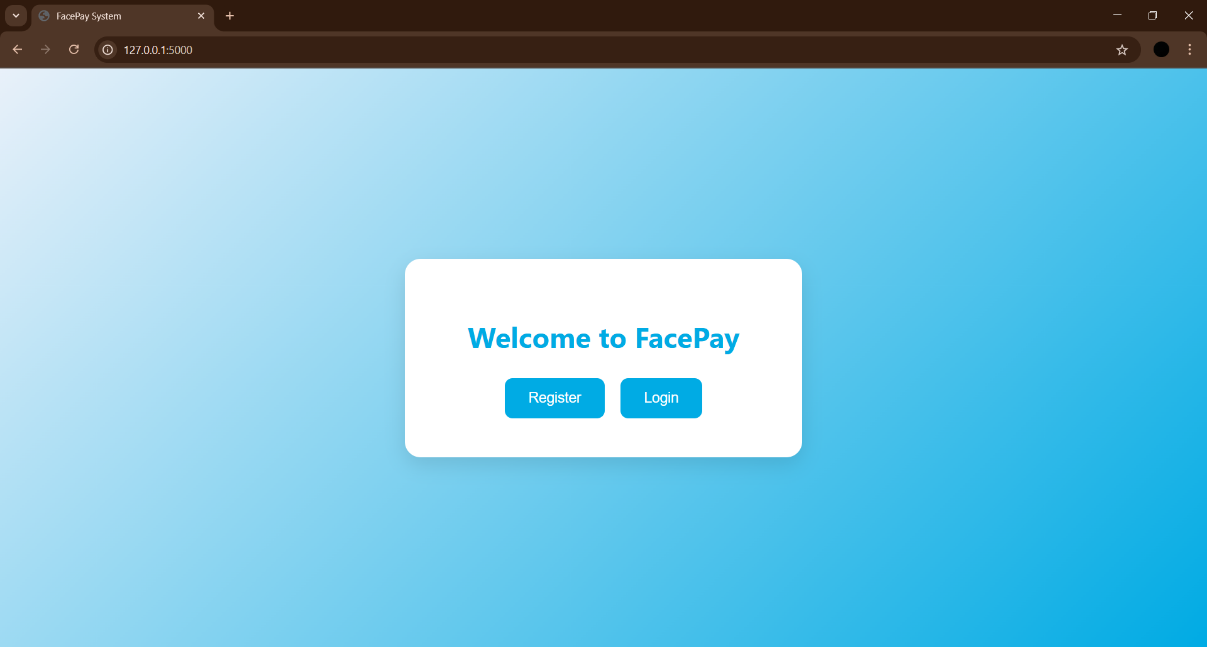 FacePay System
127.0.0.1:5000
Welcome to FacePay
Register
Login